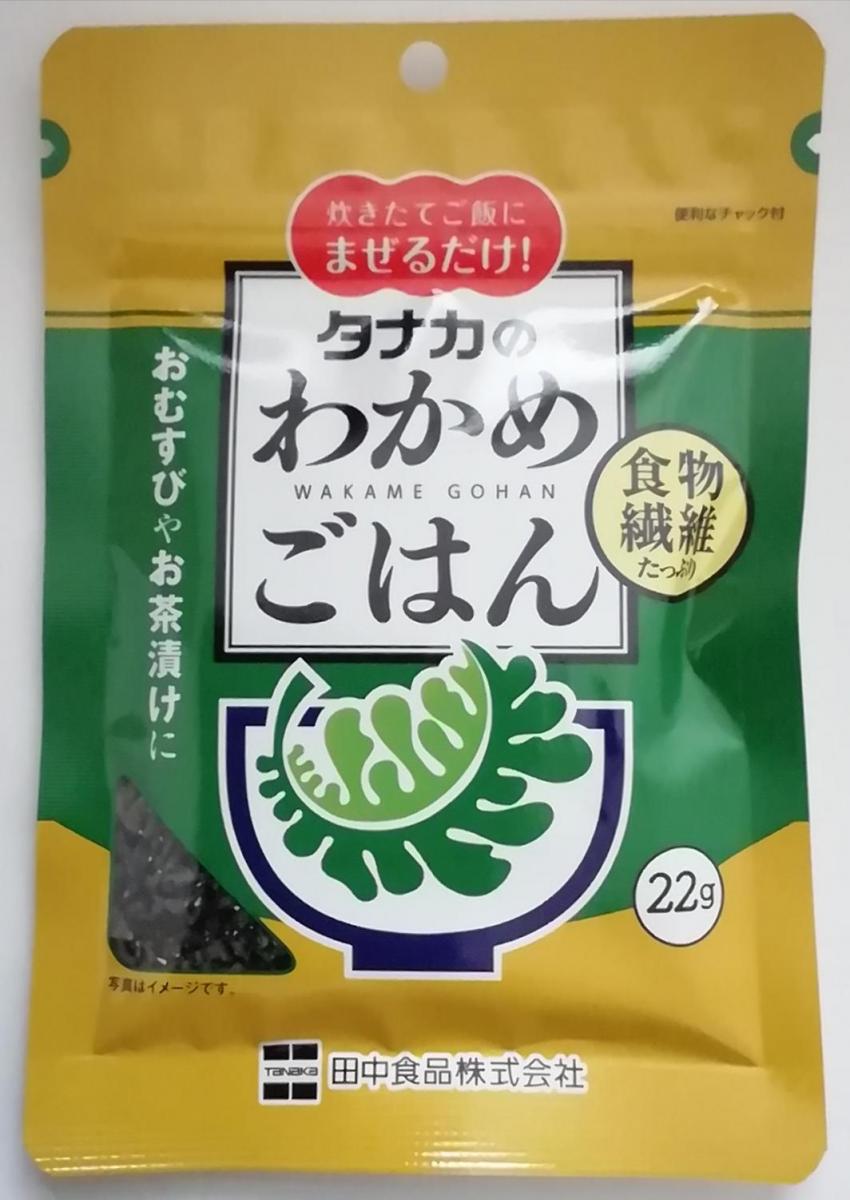 炊きたてご飯に
まぜるだけ!
便利なチャック付
タナカの
わかめ
WAKAME GOHAN
ごはん
おむすびやお茶漬けに
食物
繊維
たっぷり
22g
写真はイメージです。
TANAKA
田中食品株式会社